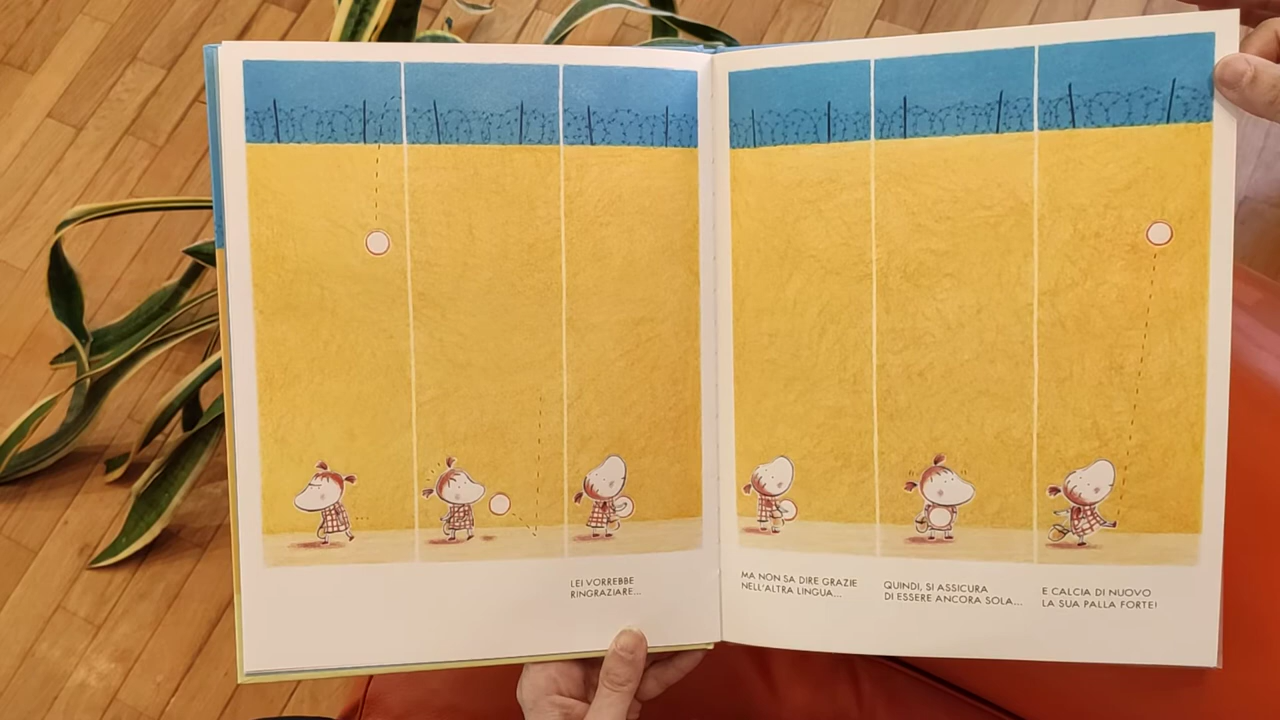 LEI VORREBBE
RINGRAZIARE...
MA NON SA DIRE GRAZIE
NELL'ALTRA LINGUA...
QUINDI, SI ASSICURA
DI ESSERE ANCORA SOLA...
E CALCIA DI NUOVO
LA SUA PALLA FORTE!